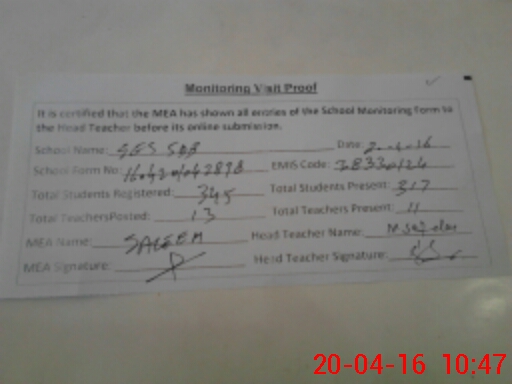 Monitoring Visit Proof
It is certified that the MEA has shown all entries of the School Monitoring Form to
the Head Teacher before its online submission.
School Name: GES 50B Date:
School Form No: EMIS Code: 38330126
Total Students Registered: 345 Total Students Present: 317
Total Teachers Posted: 13 Total Teachers Present: 11
MEA Name: SALEEM Head Teacher Name:
MEA Signature: Head Teacher Signature:
20-04-16 10:47